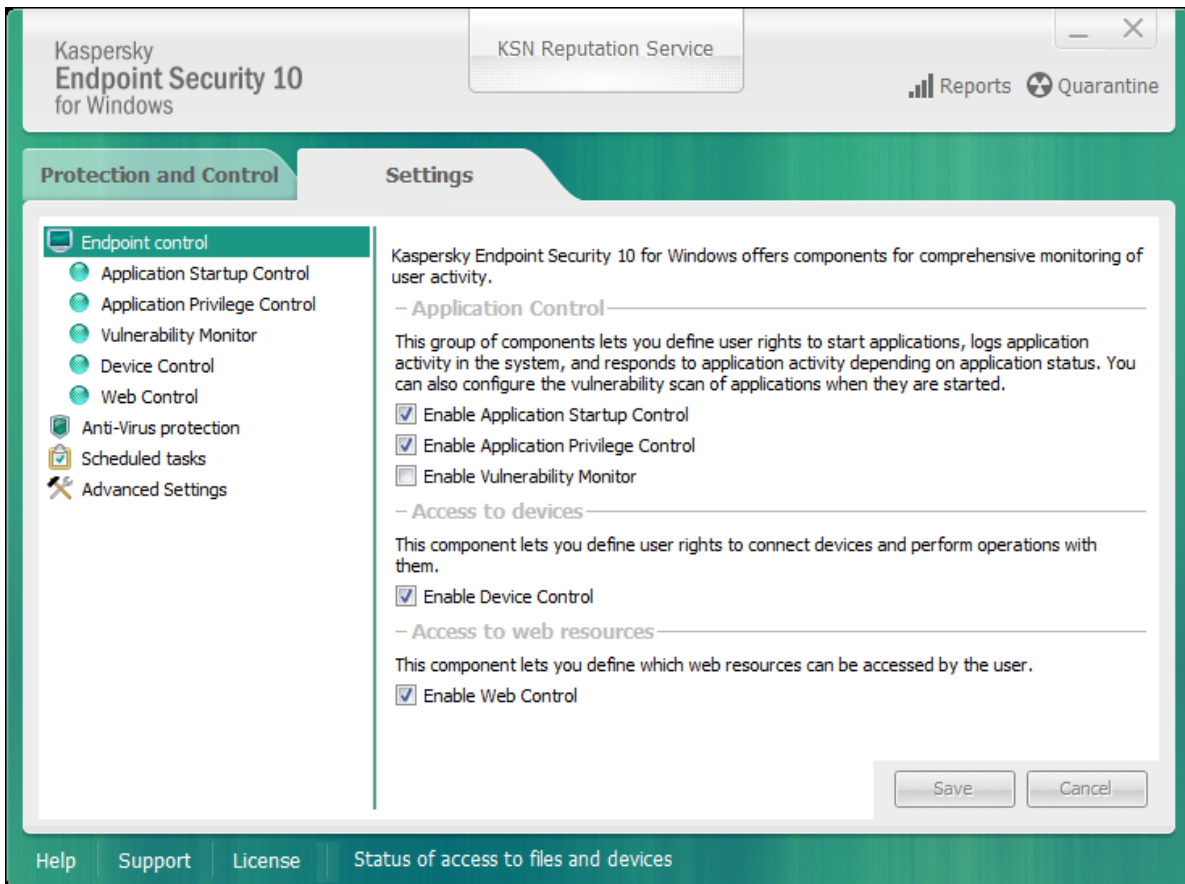 Kaspersky
Endpoint Security 10
for Windows
KSN Reputation Service
Reports
Quarantine
Protection and Control
Settings
Endpoint control
Application Startup Control
Application Privilege Control
Vulnerability Monitor
Device Control
Web Control
Anti-Virus protection
Scheduled tasks
Advanced Settings
Kaspersky Endpoint Security 10 for Windows offers components for comprehensive monitoring of
user activity.
Application Control
This group of components lets you define user rights to start applications, logs application
activity in the system, and responds to application activity depending on application status. You
can also configure the vulnerability scan of applications when they are started.
Enable Application Startup Control
Enable Application Privilege Control
Enable Vulnerability Monitor
Access to devices
This component lets you define user rights to connect devices and perform operations with
them.
Enable Device Control
Access to web resources
This component lets you define which web resources can be accessed by the user.
Enable Web Control
Save
Cancel
Help
Support
License
Status of access to files and devices